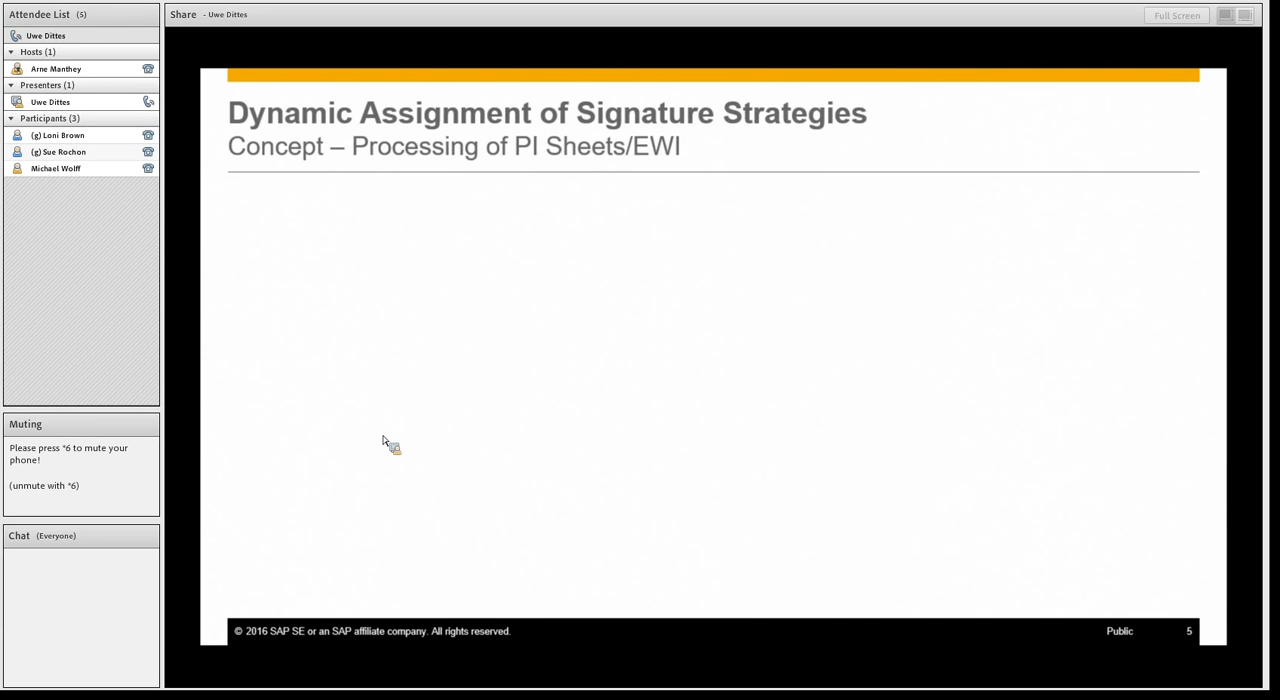 Attendee List (5)
Uwe Dittes
Hosts (1)
Arne Manthey
Presenters (1)
Uwe Dittes
Participants (3)
(g) Loni Brown
(g) Sue Rochon
Michael Wolff
Muting
Please press *6 to mute your
phone!
(unmute with *6)
Chat (Everyone)
Share - Uwe Dittes
Full Screen
Dynamic Assignment of Signature Strategies
Concept – Processing of PI Sheets/EWI
© 2016 SAP SE or an SAP affiliate company. All rights reserved.
Public
5